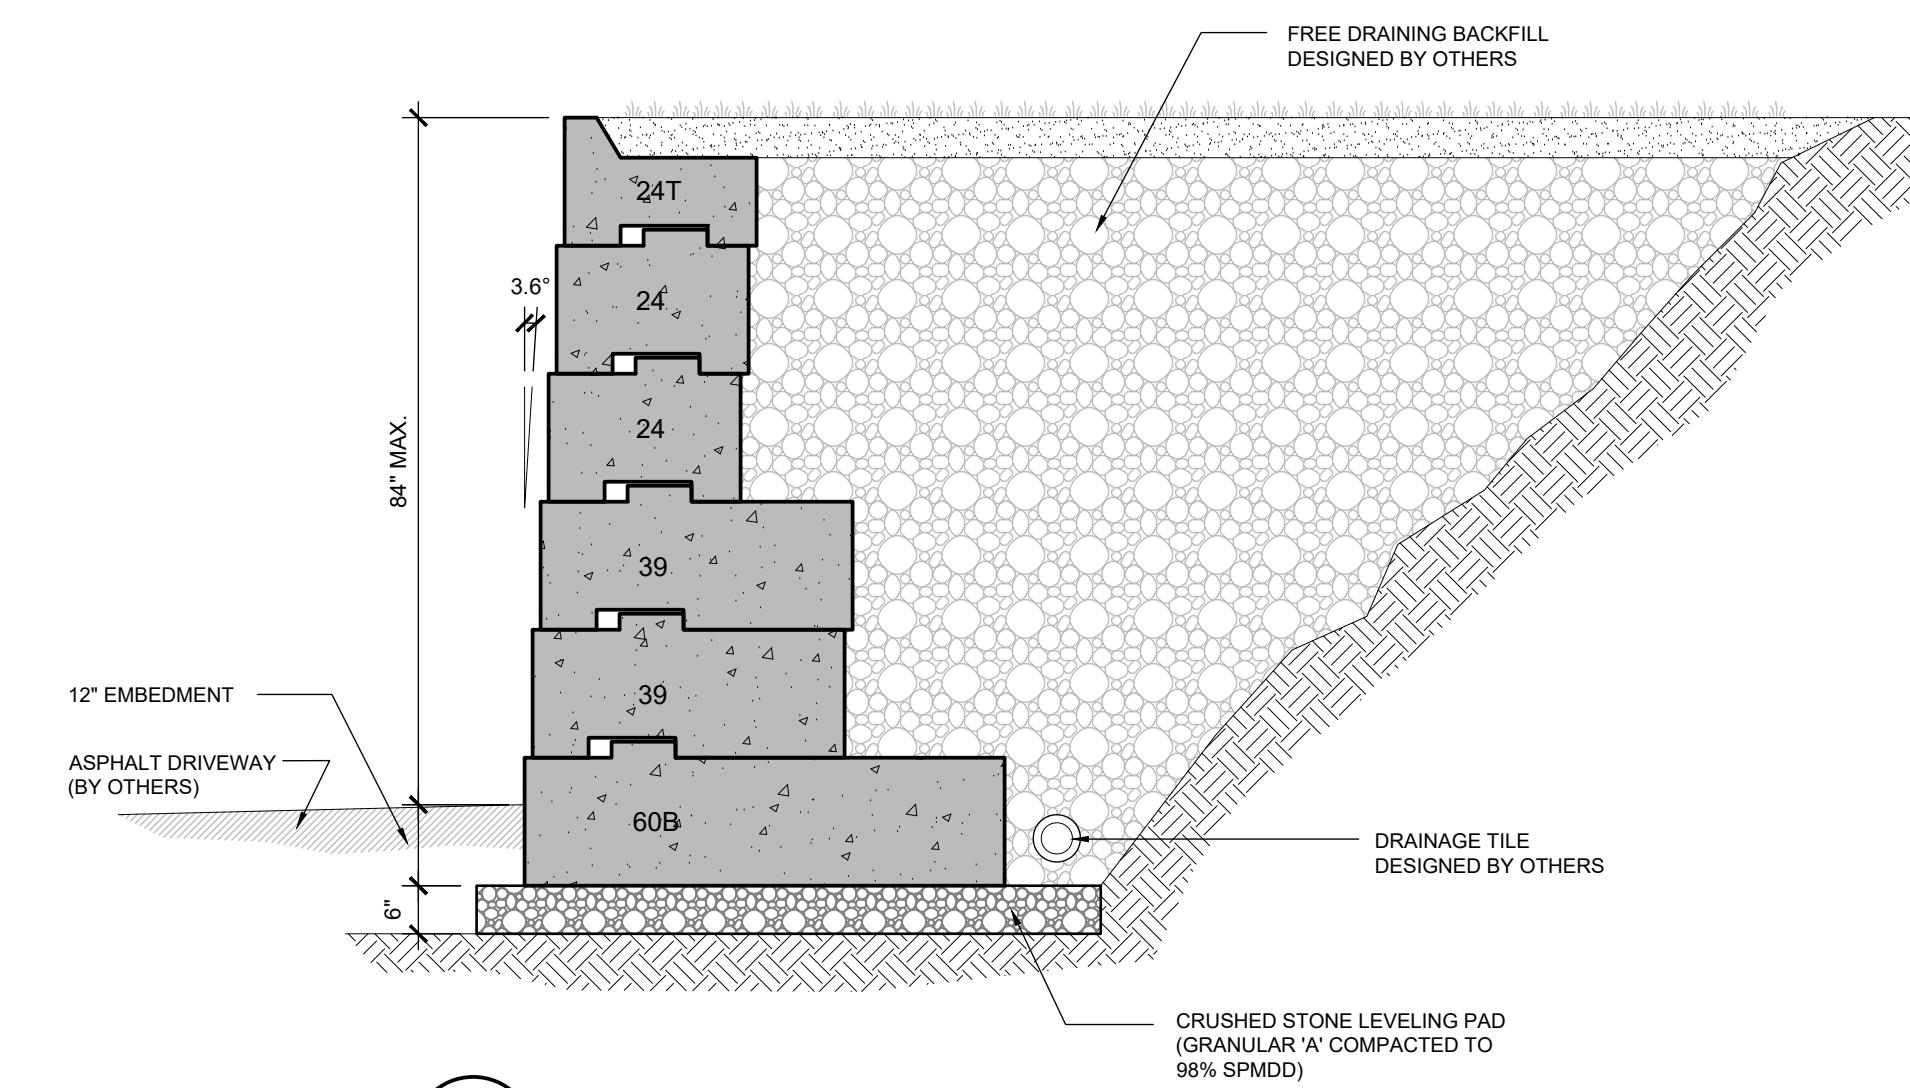 FREE DRAINING BACKFILL
DESIGNED BY OTHERS
24T
3.6°
24
24
84" MAX.
39
39
12" EMBEDMENT
ASPHALT DRIVEWAY
(BY OTHERS)
60B
DRAINAGE TILE
DESIGNED BY OTHERS
6"
CRUSHED STONE LEVELING PAD
(GRANULAR 'A' COMPACTED TO
98% SPMDD)